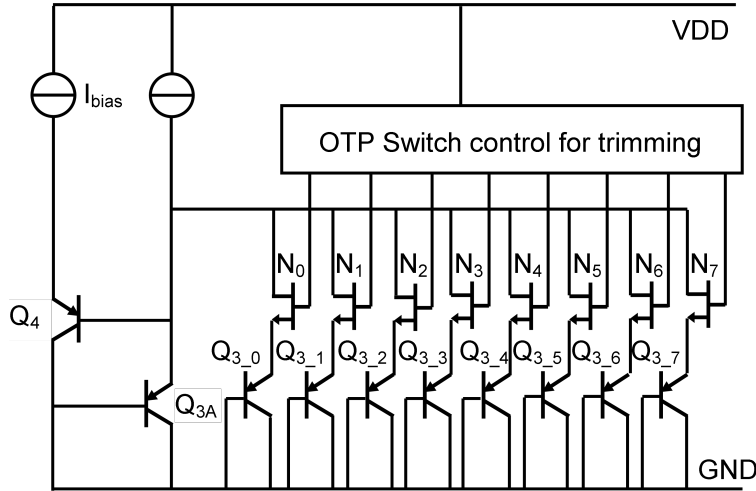 VDD
I_bias
OTP Switch control for trimming
N₀ N₁ N₂ N₃ N₄ N₅ N₆ N₇
Q₄
Q₃_₀ Q₃_₁ Q₃_₂ Q₃_₃ Q₃_₄ Q₃_₅ Q₃_₆ Q₃_₇
Q₃A
GND